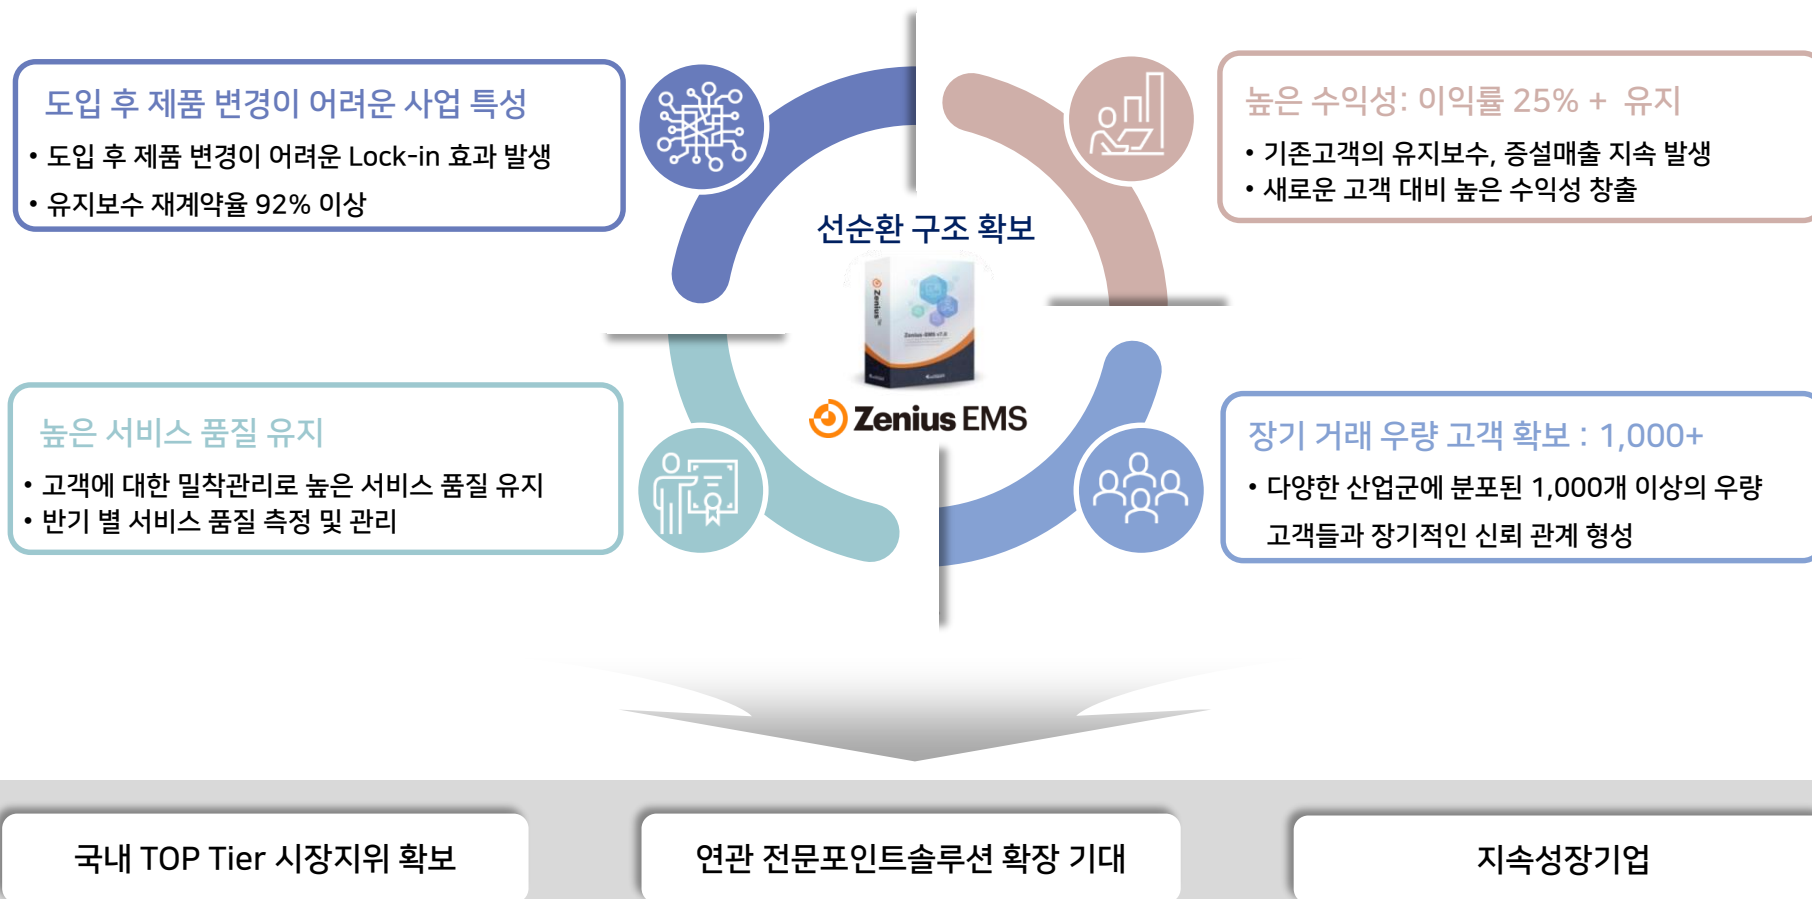 도입 후 제품 변경이 어려운 사업 특성
• 도입 후 제품 변경이 어려운 Lock-in 효과 발생
• 유지보수 재계약율 92% 이상
높은 수익성: 이익률 25% + 유지
• 기존고객의 유지보수, 증설매출 지속 발생
• 새로운 고객 대비 높은 수익성 창출
선순환 구조 확보
Zenius
Zenius EMS v7.0
Zenius EMS
높은 서비스 품질 유지
• 고객에 대한 밀착관리로 높은 서비스 품질 유지
• 반기 별 서비스 품질 측정 및 관리
장기 거래 우량 고객 확보 : 1,000+
• 다양한 산업군에 분포된 1,000개 이상의 우량
고객들과 장기적인 신뢰 관계 형성
국내 TOP Tier 시장지위 확보
연관 전문포인트솔루션 확장 기대
지속성장기업